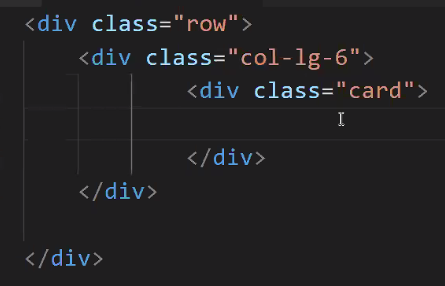 <div class="row">
<div class="col-lg-6">
<div class="card">
</div>
</div>
</div>